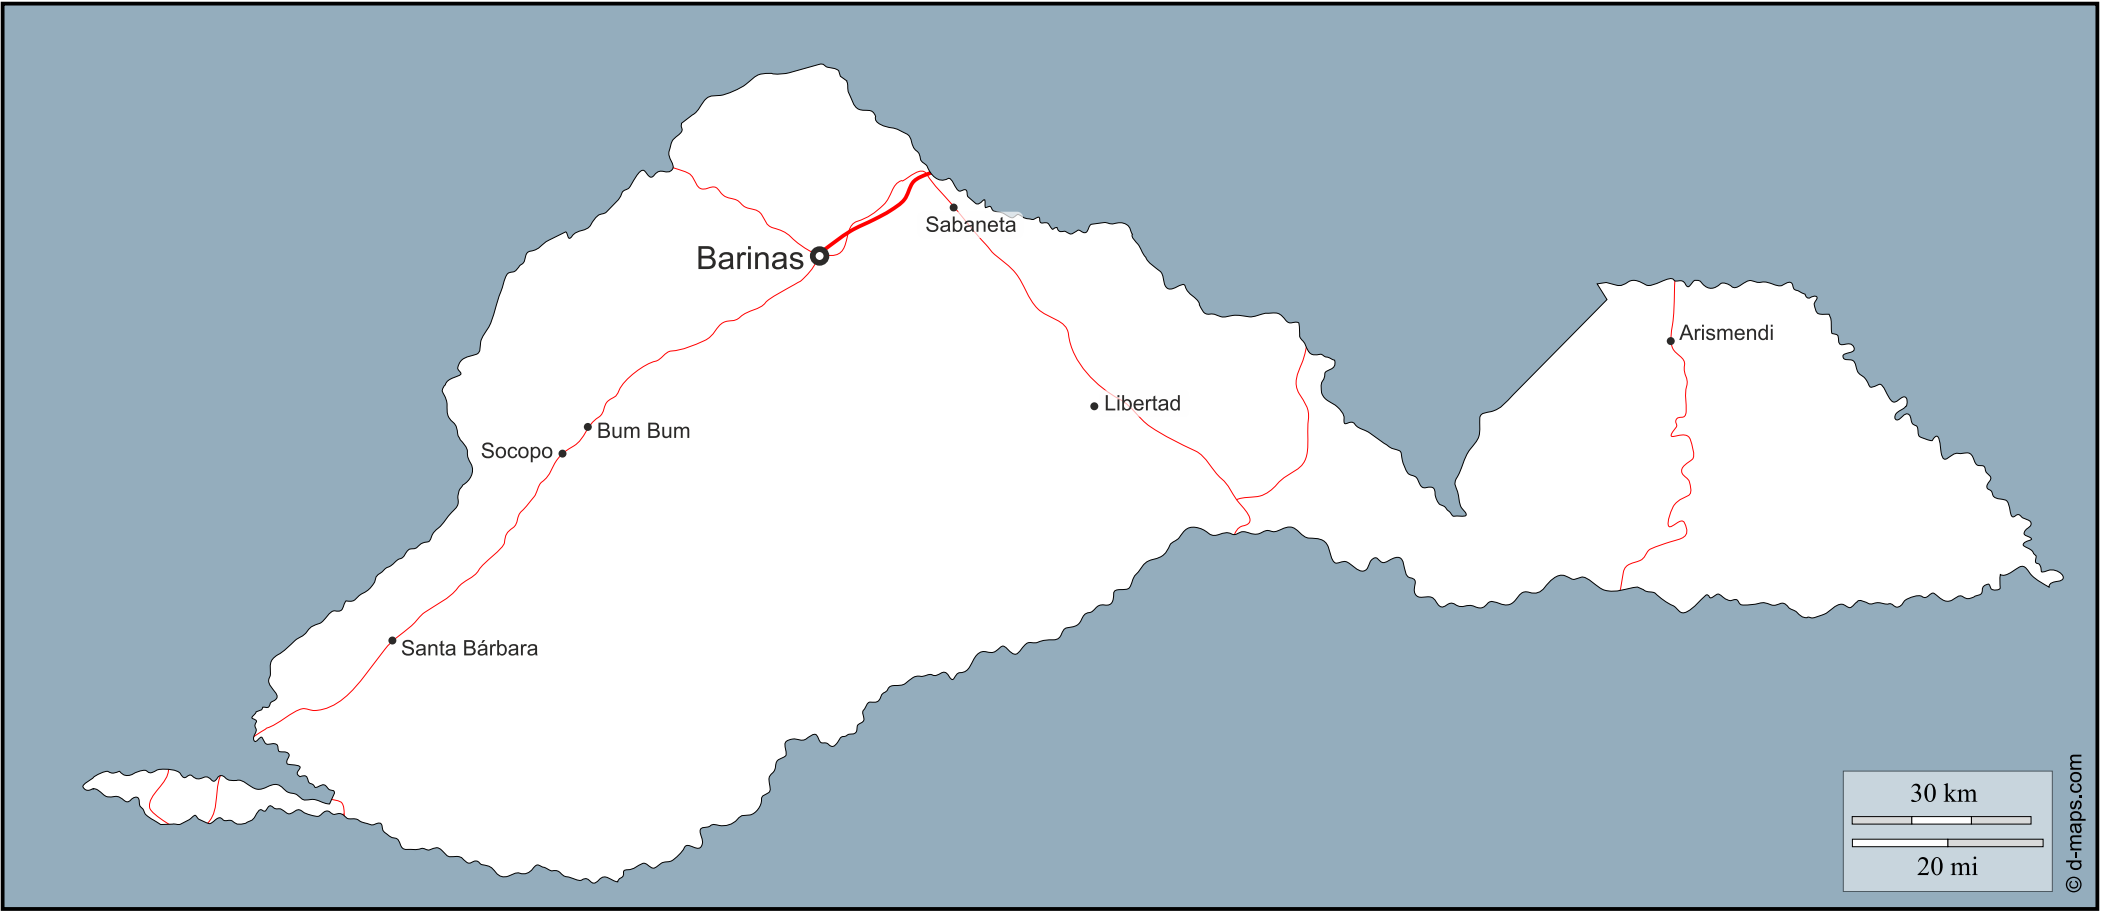 Sabaneta
Barinas
Arismendi
Libertad
Bum Bum
Socopo
Santa Bárbara
30 km
20 mi
© d-maps.com